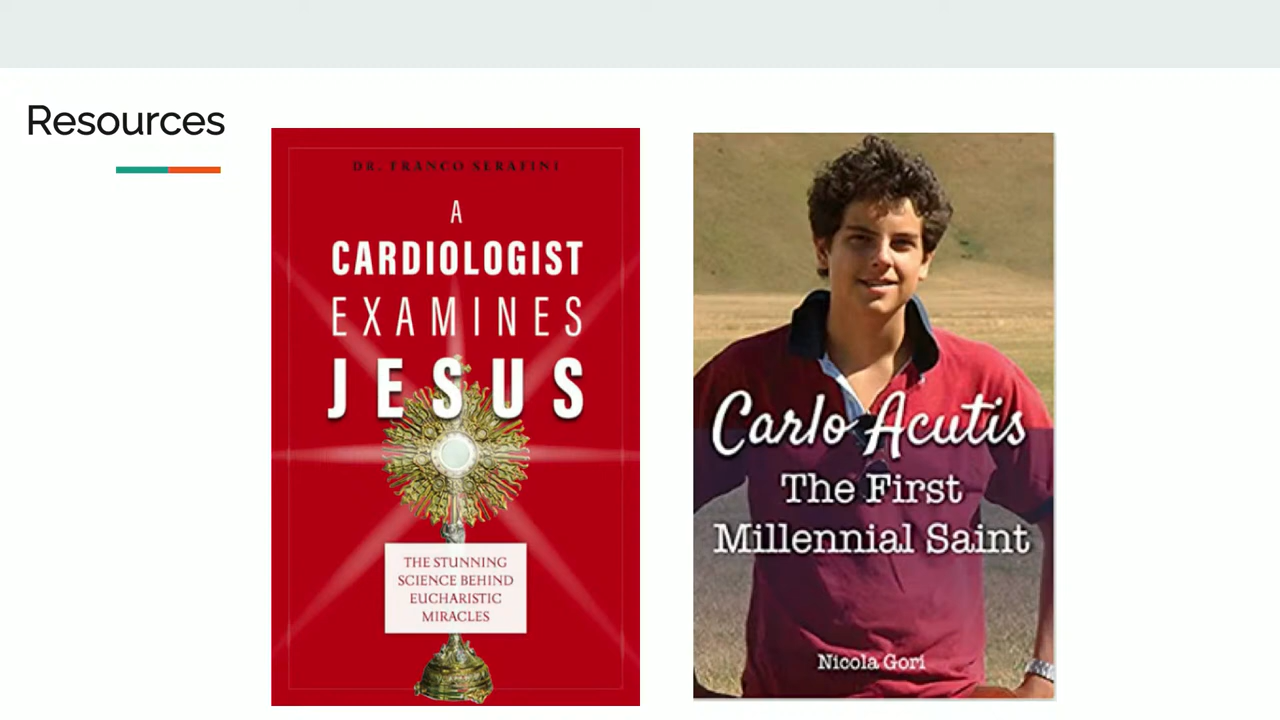 Resources
DR. FRANCO SERAFINI
A
CARDIOLOGIST
EXAMINES
JESUS
THE STUNNING
SCIENCE BEHIND
EUCHARISTIC
MIRACLES
Carlo Acutis
The First
Millennial Saint
Nicola Gori